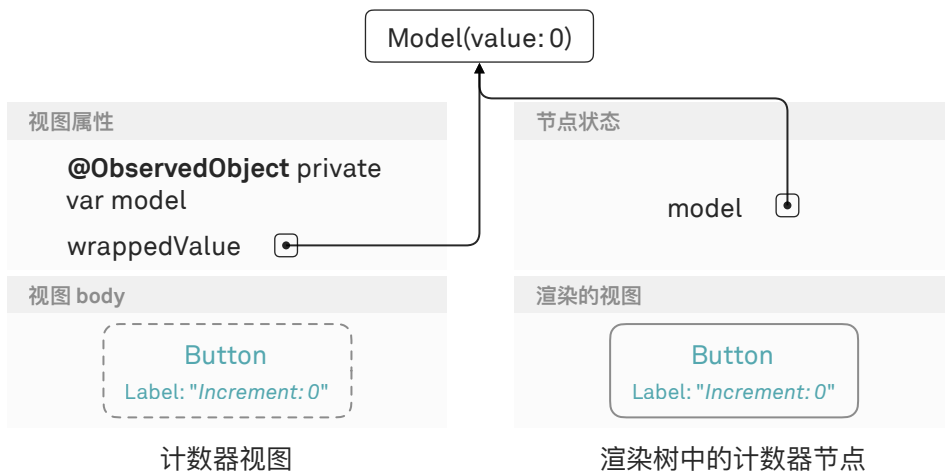 Model(value: 0)
视图属性
@ObservedObject private
var model
wrappedValue
视图 body
Button
Label: "Increment: 0"
计数器视图
节点状态
model
渲染的视图
Button
Label: "Increment: 0"
渲染树中的计数器节点